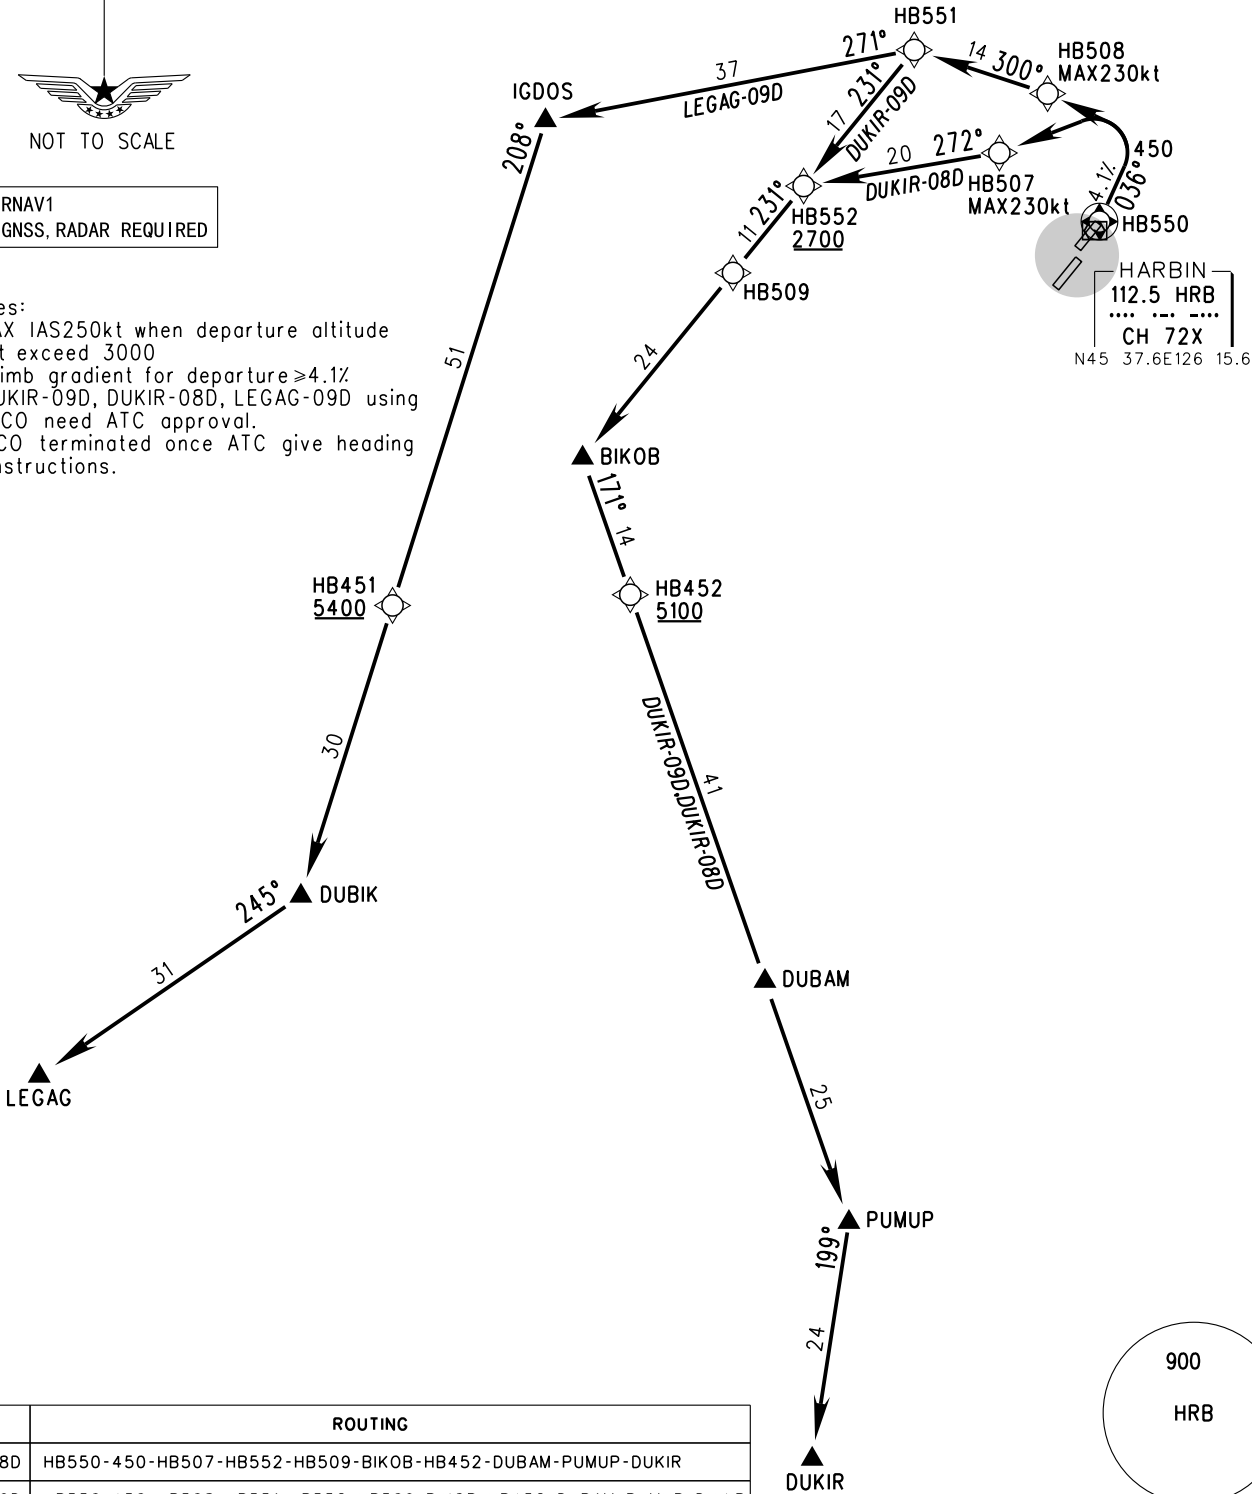 HB551
HB508
MAX230kt
14 300°
271°
37
LEGAG-09D
IGDOS
208°
231°
17
DUKIR-09D
272°
20
DUKIR-08D
HB507
MAX230kt
450
4.1%
036°
HB550
NOT TO SCALE
RNAV1
GNSS, RADAR REQUIRED
HB552
2700
231°
11
HB509
HARBIN
112.5 HRB
CH 72X
N45 37.6E126 15.6
es:
AX IAS250kt when departure altitude
t exceed 3000
imb gradient for departure≥4.1%
UKIR-09D, DUKIR-08D, LEGAG-09D using
CO need ATC approval.
CO terminated once ATC give heading
nstructions.
51
24
BIKOB
171°
14
HB451
5400
HB452
5100
30
DUKIR-09D,DUKIR-08D
41
DUBIK
245°
31
DUBAM
LEGAG
25
PUMUP
199°
24
900
HRB
ROUTING
8D HB550-450-HB507-HB552-HB509-BIKOB-HB452-DUBAM-PUMUP-DUKIR
DUKIR